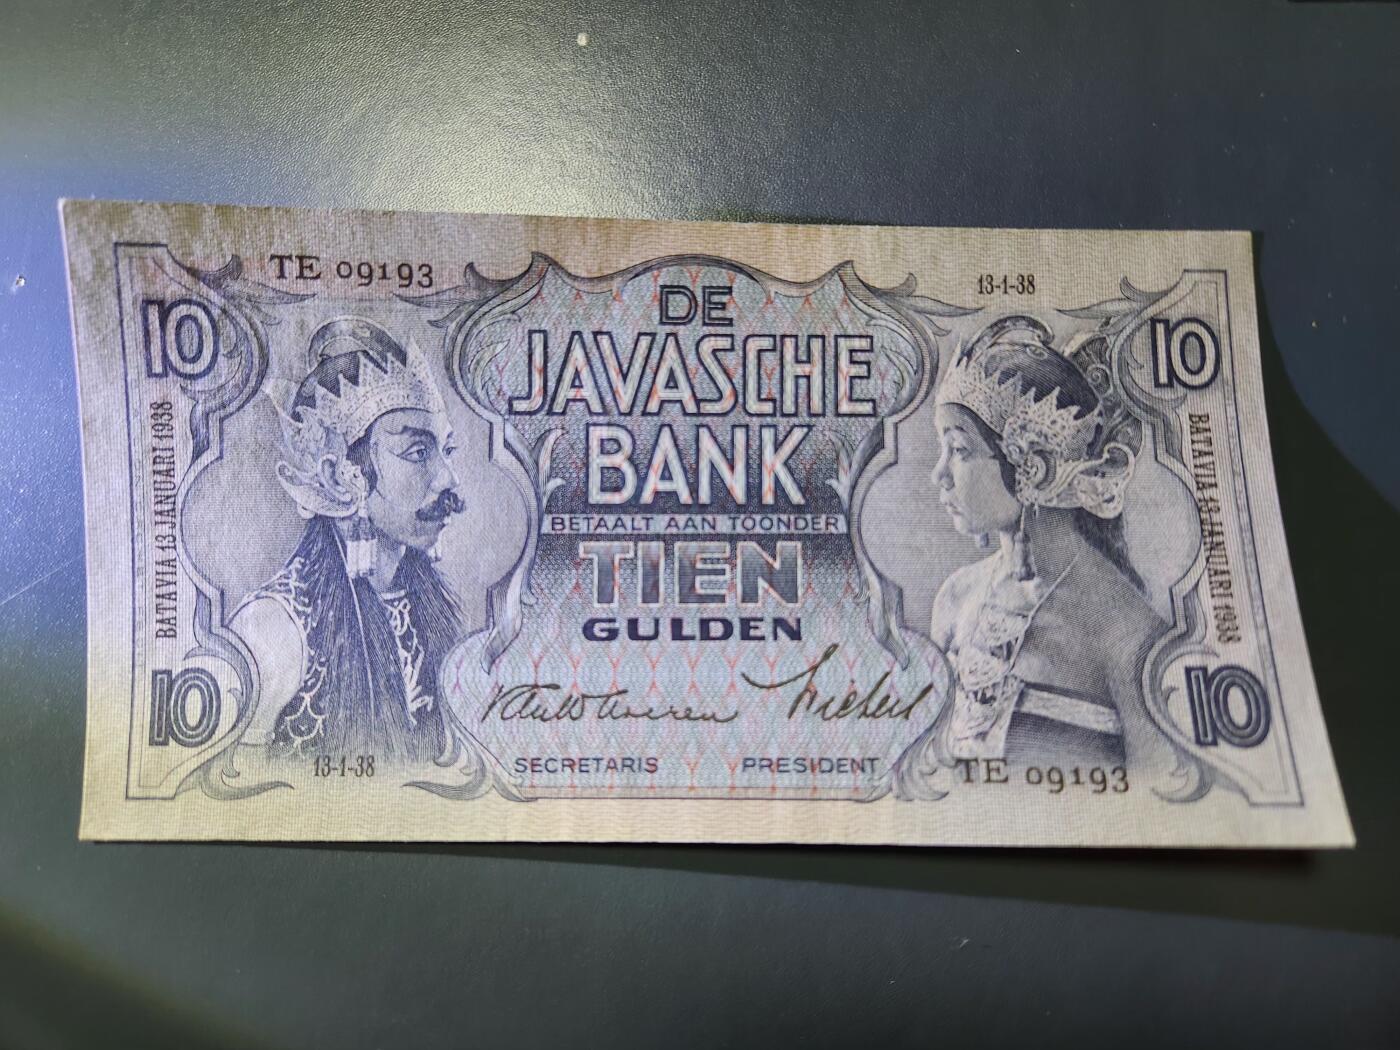 TE 09193
13-1-38
10
10
DE
JAVASCHE
BANK
BETAALT AAN TOONDER
TIEN
GULDEN
BATAVIA 13 JANUARI 1938
BATAVIA 13 JANUARI 1938
10
10
SECRETARIS
PRESIDENT
13-1-38
TE 09193